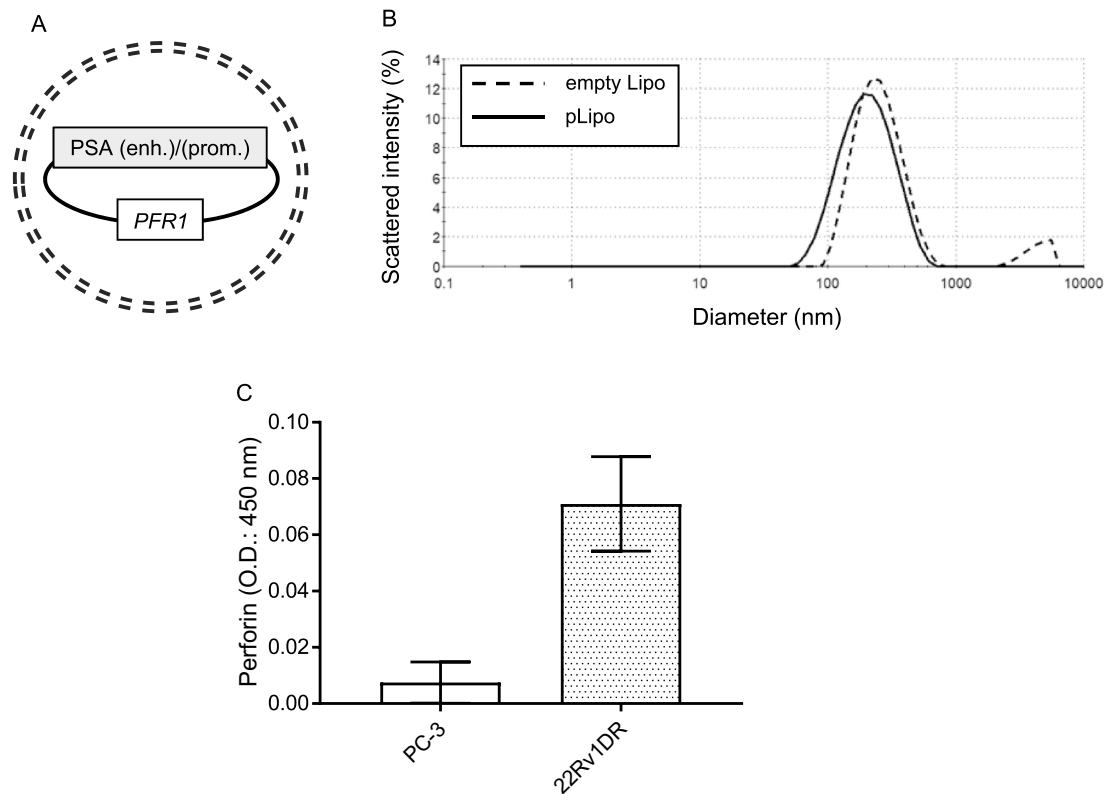 A
PSA (enh.)/(prom.)
PFR1
B
Scattered intensity (%)
14
12
10
8
6
4
2
0
empty Lipo
pLipo
0.1
1
10
100
1000
10000
Diameter (nm)
C
Perforin (O.D.: 450 nm)
0.10
0.08
0.06
0.04
0.02
0.00
PC-3
22Rv1DR